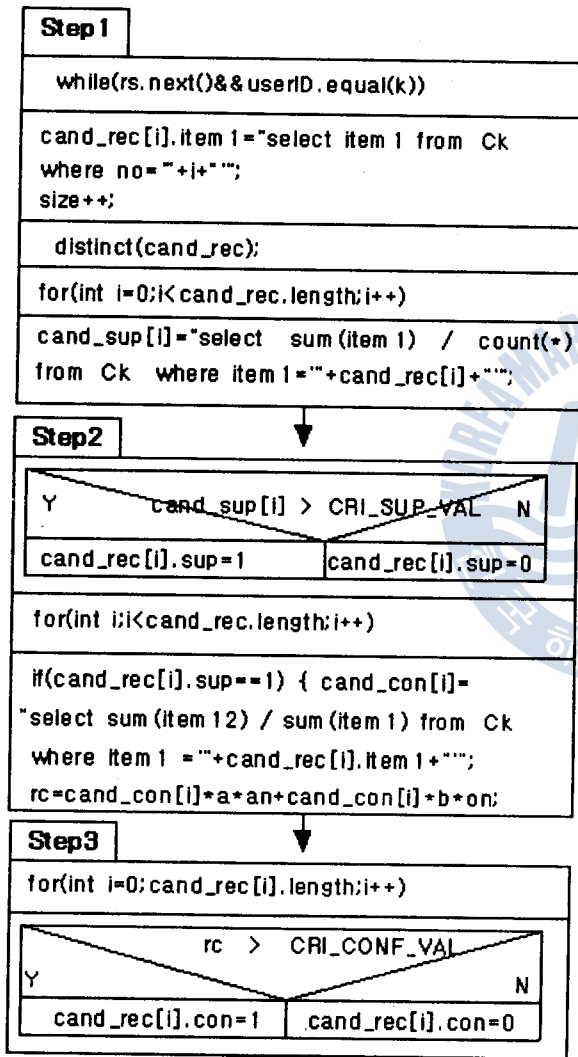 Step1
while(rs.next()&&userID.equal(k))
cand_rec[i].item1="select item1 from Ck
where no='"+i+"'";
size++;
distinct(cand_rec);
for(int i=0;i<cand_rec.length;i++)
cand_sup[i]="select sum(item1) / count(*)
from Ck where item1='"+cand_rec[i]+"'";
Step2
Y cand_sup[i] > CRI_SUP_VAL N
cand_rec[i].sup=1 cand_rec[i].sup=0
for(int i;i<cand_rec.length;i++)
if(cand_rec[i].sup==1) { cand_con[i]=
"select sum(item12) / sum(item1) from Ck
where item1 ='"+cand_rec[i].item1+"'";
rc=cand_con[i]*a*an+cand_con[i]*b*on;
Step3
for(int i=0;cand_rec[i].length;i++)
rc > CRI_CONF_VAL
Y N
cand_rec[i].con=1 cand_rec[i].con=0